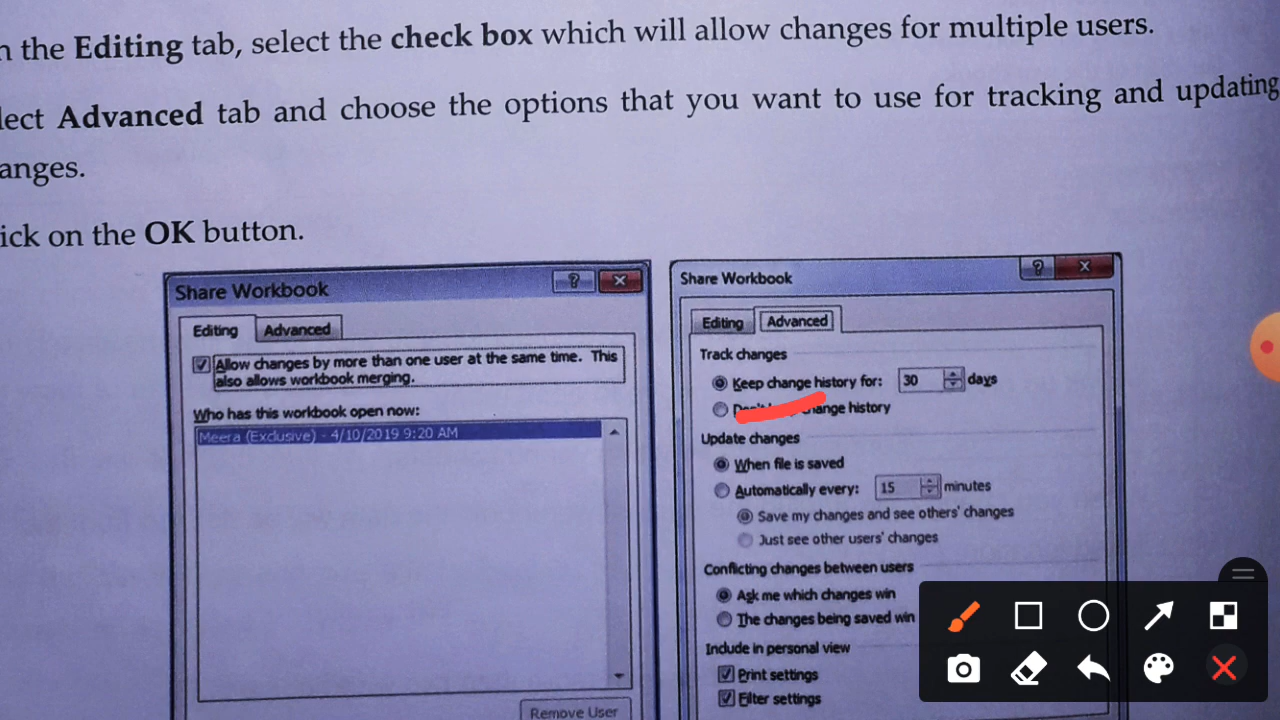 the Editing tab, select the check box which will allow changes for multiple users.
Advanced tab and choose the options that you want to use for tracking and updating
anges.
ick on the OK button.
Share Workbook
Editing Advanced
Allow changes by more than one user at the same time. This
also allows workbook merging.
Who has this workbook open now:
Meera (Exclusive) - 4/10/2019 9:20 AM
Remove User
Share Workbook
Editing Advanced
Track changes
Keep change history for: 30 days
history
Update changes
When file is saved
Automatically every: 15 minutes
Save my changes and see others' changes
Just see other users' changes
Conflicting changes between users
Ask me which changes win
The changes being saved win
Include in personal view
Print settings
Filter settings